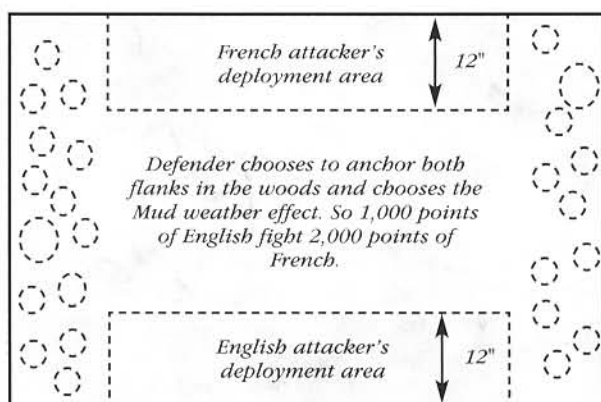 French attacker's
deployment area
12"
Defender chooses to anchor both
flanks in the woods and chooses the
Mud weather effect. So 1,000 points
of English fight 2,000 points of
French.
English attacker's
deployment area
12"